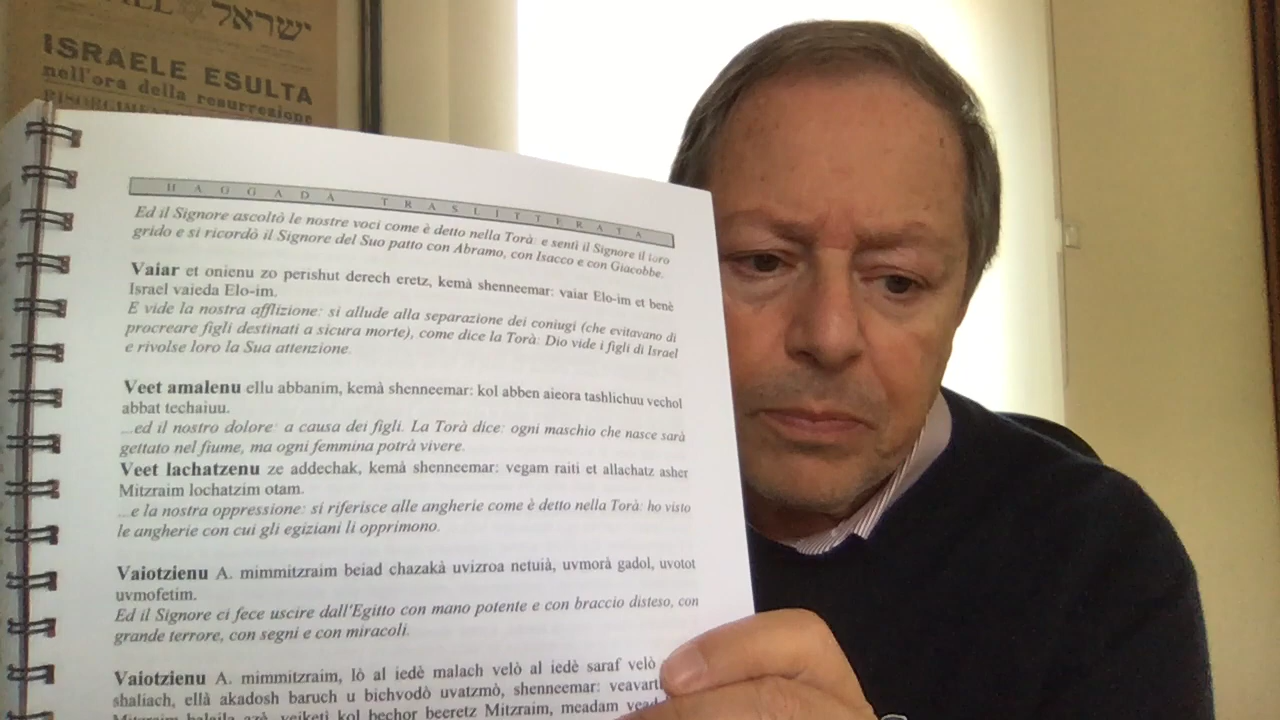 ישראל
ISRAELE ESULTA
nell'ora della resurrezione
HAGGADÀ TRASLITTERATA
Ed il Signore ascoltò le nostre voci come è detto nella Torà: e sentì il Signore il loro
grido e si ricordò il Signore del Suo patto con Abramo, con Isacco e con Giacobbe.
Vaiar et onienu zo perishut derech eretz, kemà shenneemar: vaiar Elo-im et benè
Israel vaieda Elo-im.
E vide la nostra afflizione: si allude alla separazione dei coniugi (che evitavano di
procreare figli destinati a sicura morte), come dice la Torà: Dio vide i figli di Israel
e rivolse loro la Sua attenzione.
Veet amalenu ellu abbanim, kemà shenneemar: kol abben aieora tashlichuu vechol
abbat techaiuu.
...ed il nostro dolore: a causa dei figli. La Torà dice: ogni maschio che nasce sarà
gettato nel fiume, ma ogni femmina potrà vivere.
Veet lachatzenu ze addechak, kemà shenneemar: vegam raiti et allachatz asher
Mitzraim lochatzim otam.
...e la nostra oppressione: si riferisce alle angherie come è detto nella Torà: ho visto
le angherie con cui gli egiziani li opprimono.
Vaiotzienu A. mimmitzraim beiad chazakà uvizroa netuià, uvmorà gadol, uvotot
uvmofetim.
Ed il Signore ci fece uscire dall'Egitto con mano potente e con braccio disteso, con
grande terrore, con segni e con miracoli.
Vaiotzienu A. mimmitzraim, lò al iedè malach velò al iedè saraf velò
shaliach, ellà akadosh baruch u bichvodò uvatzmò, shenneemar:
Mitzraim balaila azè, veiketì kol bechor beeretz Mitzraim, meadam